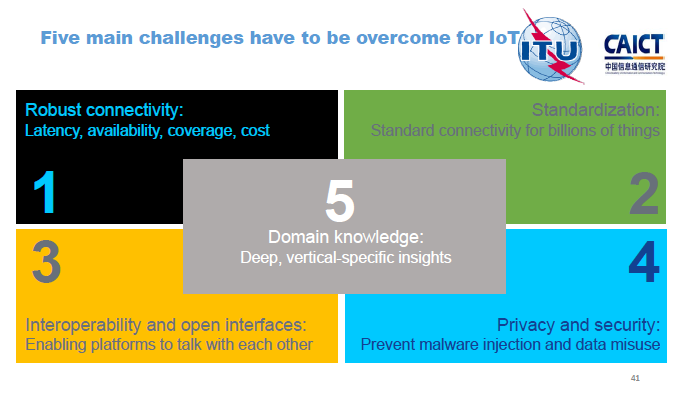 Five main challenges have to be overcome for IoT
ITU
CAICT
中国信息通信研究院
Robust connectivity:
Latency, availability, coverage, cost
1
Standardization:
Standard connectivity for billions of things
2
3
Interoperability and open interfaces:
Enabling platforms to talk with each other
4
Privacy and security:
Prevent malware injection and data misuse
5
Domain knowledge:
Deep, vertical-specific insights
41